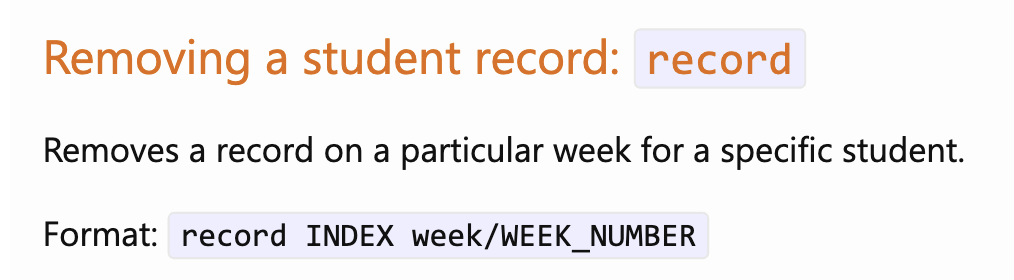 Removing a student record: record
Removes a record on a particular week for a specific student.
Format: record INDEX week/WEEK_NUMBER